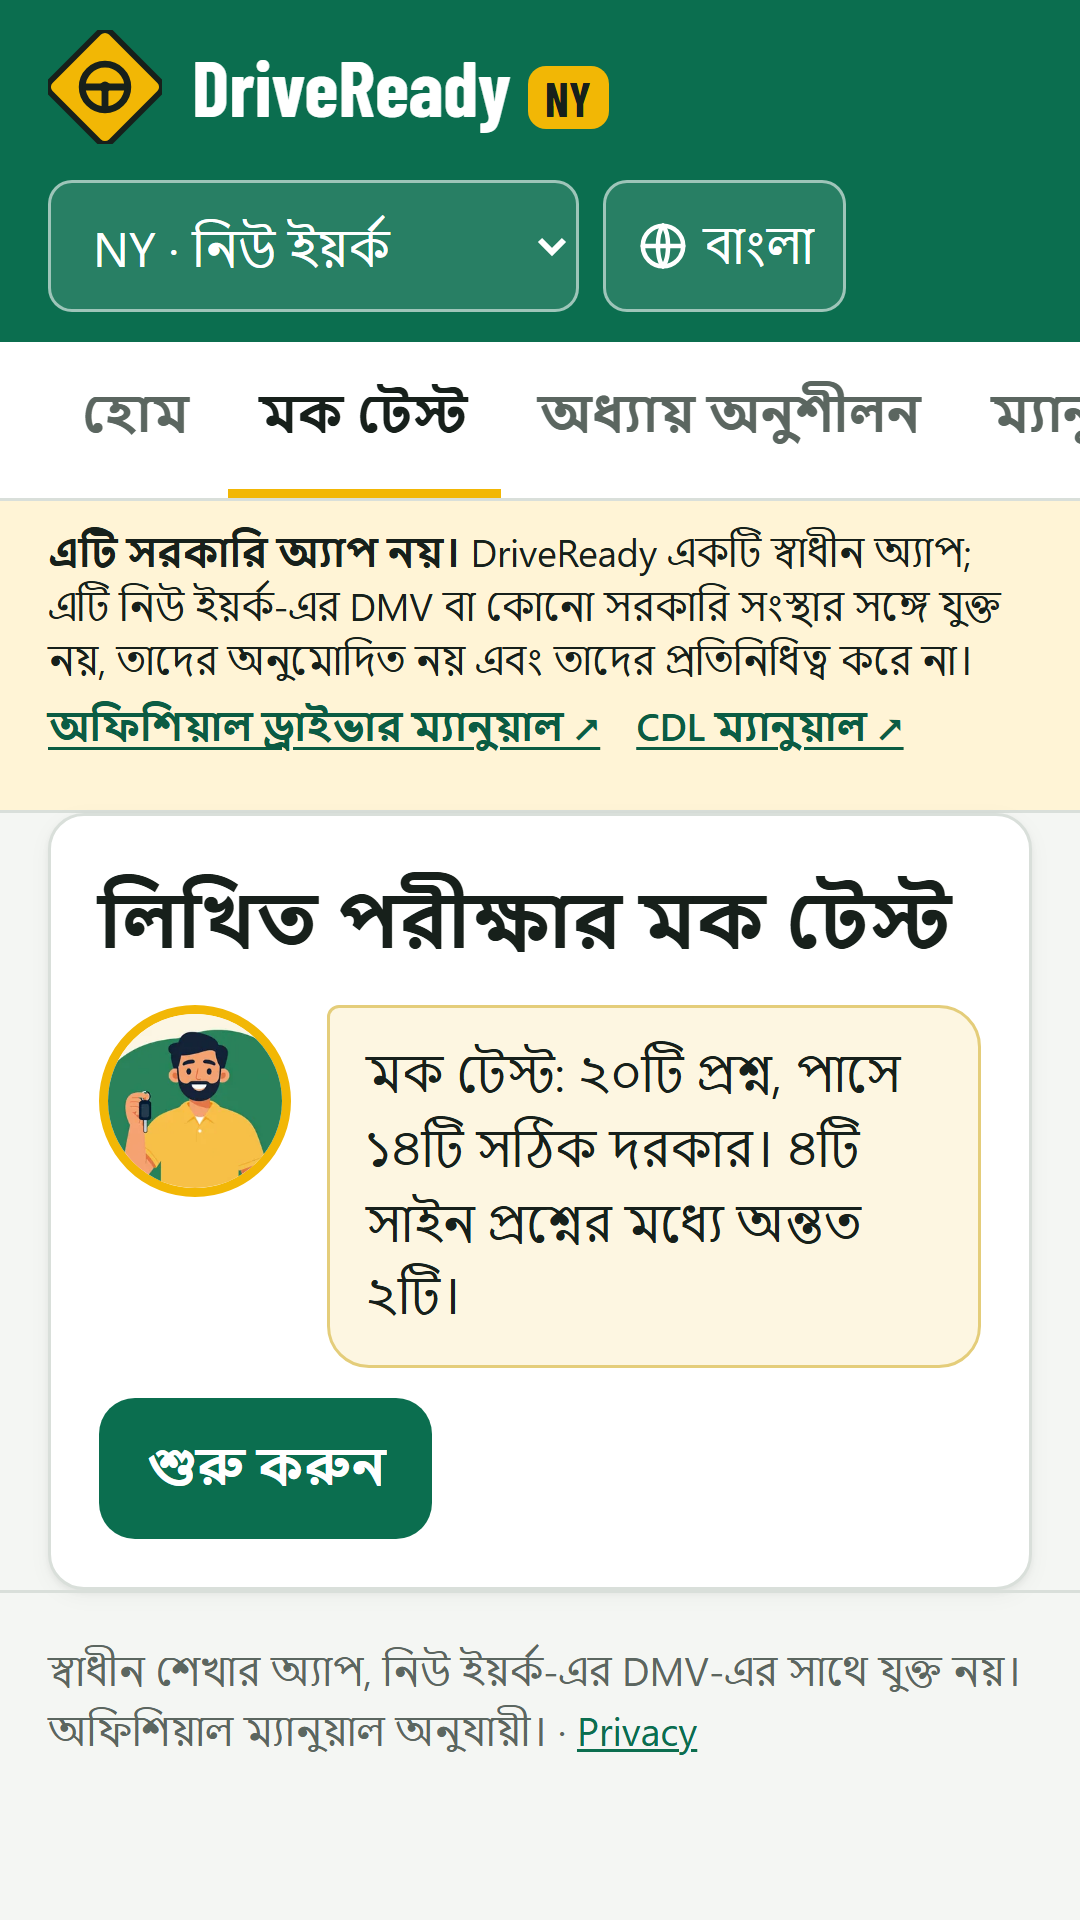 DriveReady NY
NY · নিউ ইয়র্ক
বাংলা
হোম মক টেস্ট অধ্যায় অনুশীলন
এটি সরকারি অ্যাপ নয়। DriveReady একটি স্বাধীন অ্যাপ;
এটি নিউ ইয়র্ক-এর DMV বা কোনো সরকারি সংস্থার সঙ্গে যুক্ত
নয়, তাদের অনুমোদিত নয় এবং তাদের প্রতিনিধিত্ব করে না।
অফিশিয়াল ড্রাইভার ম্যানুয়াল ↗ CDL ম্যানুয়াল ↗
লিখিত পরীক্ষার মক টেস্ট
মক টেস্ট: ২০টি প্রশ্ন, পাসে
১৪টি সঠিক দরকার। ৪টি
সাইন প্রশ্নের মধ্যে অন্তত
২টি।
শুরু করুন
স্বাধীন শেখার অ্যাপ, নিউ ইয়র্ক-এর DMV-এর সাথে যুক্ত নয়।
অফিশিয়াল ম্যানুয়াল অনুযায়ী। · Privacy